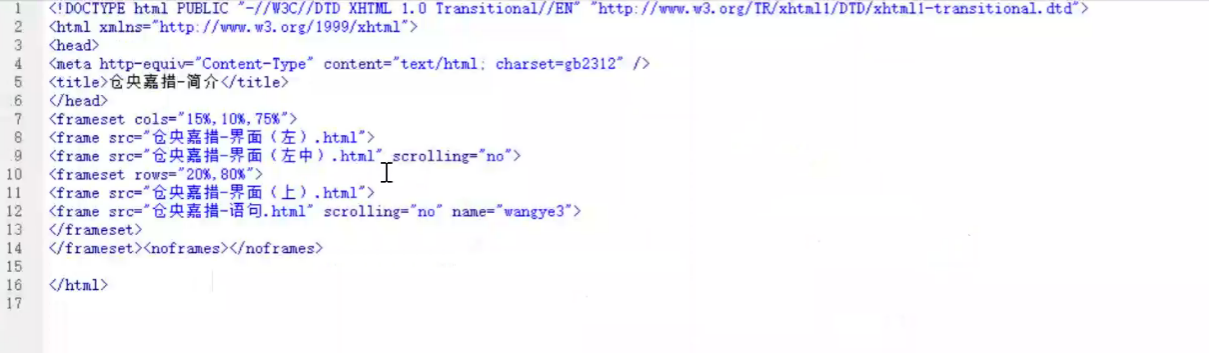 1 <!DOCTYPE html PUBLIC "-//W3C//DTD XHTML 1.0 Transitional//EN" "http://www.w3.org/TR/xhtml1/DTD/xhtml1-transitional.dtd">
2 <html xmlns="http://www.w3.org/1999/xhtml">
3 <head>
4 <meta http-equiv="Content-Type" content="text/html; charset=gb2312" />
5 <title>仓央嘉措-简介</title>
6 </head>
7 <frameset cols="15%,10%,75%">
8 <frame src="仓央嘉措-界面（左）.html">
9 <frame src="仓央嘉措-界面（左中）.html" scrolling="no">
10 <frameset rows="20%,80%">
11 <frame src="仓央嘉措-界面（上）.html">
12 <frame src="仓央嘉措-语句.html" scrolling="no" name="wangye3">
13 </frameset>
14 </frameset><noframes></noframes>
15
16 </html>
17